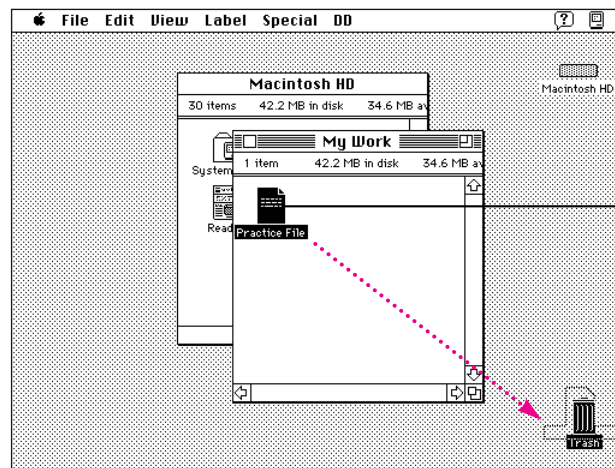 File Edit View Label Special DD
Macintosh HD
Macintosh HD
30 items 42.2 MB in disk 34.6 MB av
System
Read
My Work
1 item 42.2 MB in disk 34.6 MB av
Practice File
Trash